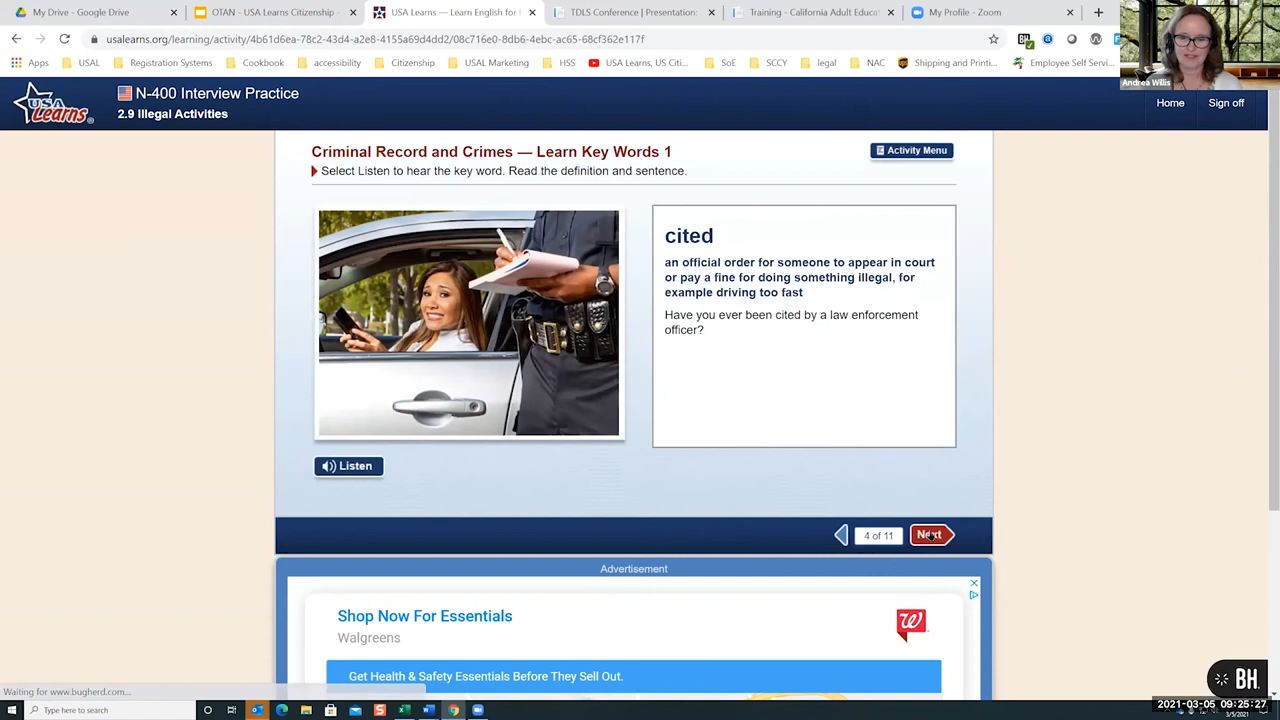 My Drive - Google Drive
OTAN - USA Learns Citizenship -
USA Learns — Learn English for
TDLS Conference | Presentation:
Training - California Adult Educa
My Profile - Zoom
usalearns.org/learning/activity/4b61d6ea-78c2-43d4-a2e8-4155a69d4dd2/08c716e0-8db6-4ebc-ac65-68cf362e117f
BH
Apps
USAL
Registration Systems
Cookbook
accessibility
Citizenship
USAL Marketing
HSS
USA Learns, US Citi...
SoE
SCCY
legal
NAC
Shipping and Printi...
Employee Self Servi...
Andrea Willis
USA Learns
N-400 Interview Practice
2.9 Illegal Activities
Home
Sign off
Criminal Record and Crimes — Learn Key Words 1
Activity Menu
Select Listen to hear the key word. Read the definition and sentence.
cited
an official order for someone to appear in court
or pay a fine for doing something illegal, for
example driving too fast
Have you ever been cited by a law enforcement
officer?
Listen
4 of 11
Next
Advertisement
Shop Now For Essentials
Walgreens
Get Health & Safety Essentials Before They Sell Out.
BH
Waiting for www.bugherd.com...
Type here to search
2021-03-05 09:25:27
3/5/2021